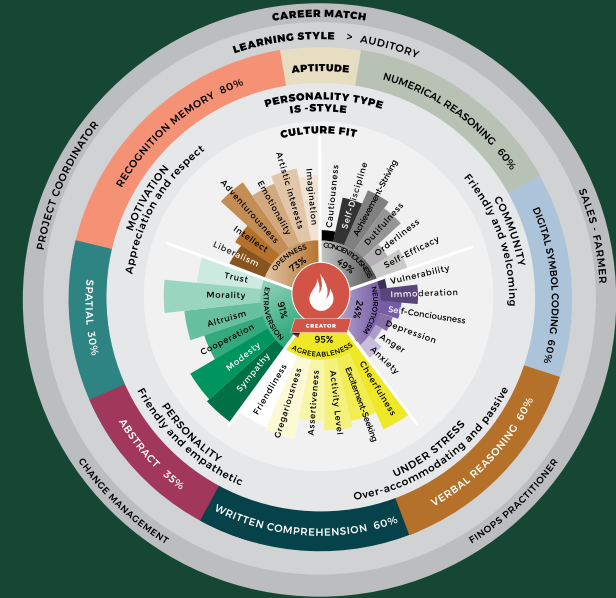 CAREER MATCH
LEARNING STYLE > AUDITORY
APTITUDE
RECOGNITION MEMORY 80%
NUMERICAL REASONING 60%
DIGITAL SYMBOL CODING 60%
VERBAL REASONING 60%
WRITTEN COMPREHENSION 60%
ABSTRACT 35%
SPATIAL 30%
PROJECT COORDINATOR
SALES - FARMER
FINOPS PRACTITIONER
CHANGE MANAGEMENT
PERSONALITY TYPE
IS -STYLE
CULTURE FIT
MOTIVATION
Appreciation and respect
COMMUNITY
Friendly and welcoming
UNDER STRESS
Over-accommodating and passive
PERSONALITY
Friendly and empathetic
Imagination
Artistic interests
Emotionality
Adventurousness
Intellect
Liberalism
OPENNESS
73%
Cautiousness
Self-Discipline
Achievement-Striving
Dutifulness
Orderliness
Self-Efficacy
CONCIENTIOUSNESS
49%
Vulnerability
Immoderation
Self-Conciousness
Depression
Anger
Anxiety
NEUROTICISM
24%
Cheerfulness
Excitement-Seeking
Activity Level
Assertiveness
Gregariousness
Friendliness
95%
AGREEABLENESS
Sympathy
Modesty
Cooperation
Altruism
Morality
Trust
EXTRAVERSION
91%
CREATOR